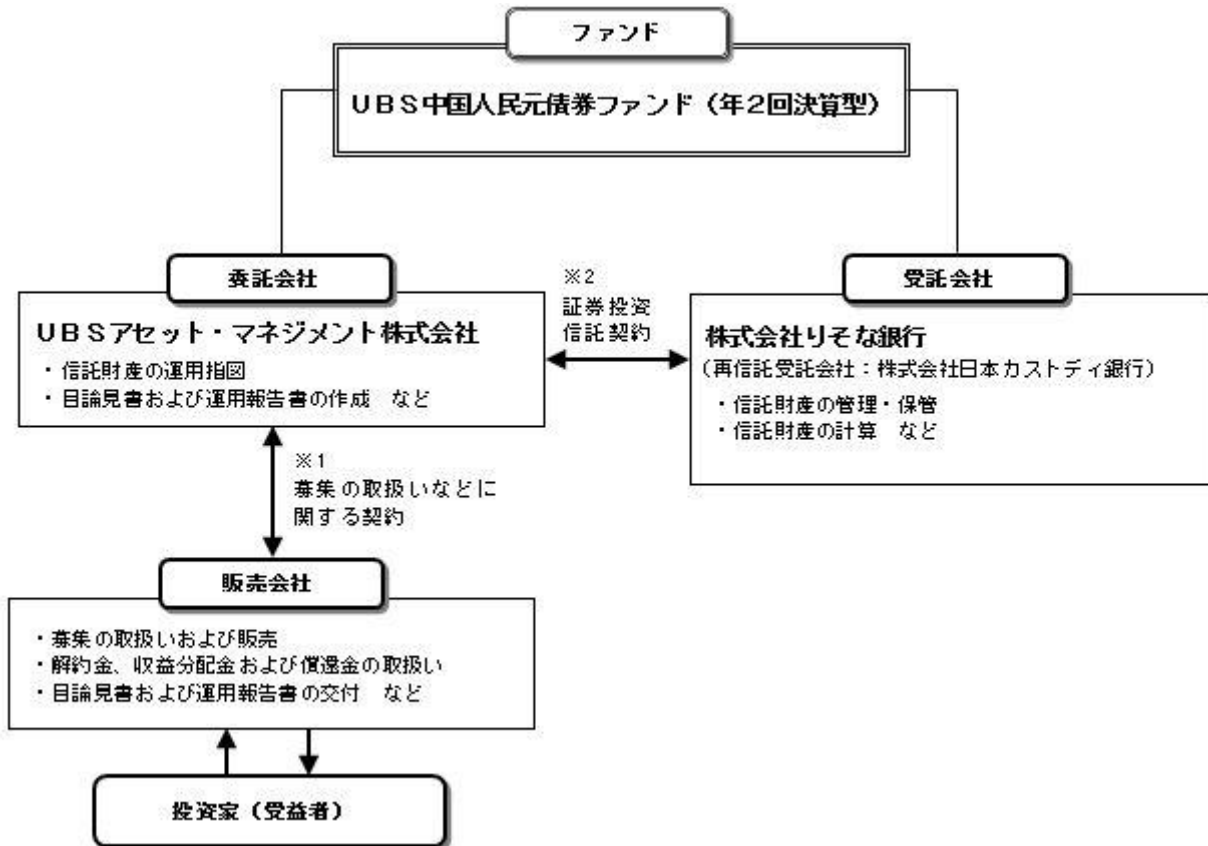 ファンド
UBS中国人民元債券ファンド（年2回決算型）
委託会社
UBSアセット・マネジメント株式会社
・信託財産の運用指図
・目論見書および運用報告書の作成　など
※2
証券投資
信託契約
受託会社
株式会社りそな銀行
（再信託受託会社：株式会社日本カストディ銀行）
・信託財産の管理・保管
・信託財産の計算　など
※1
募集の取扱いなどに
関する契約
販売会社
・募集の取扱いおよび販売
・解約金、収益分配金および償還金の取扱い
・目論見書および運用報告書の交付　など
投資家（受益者）